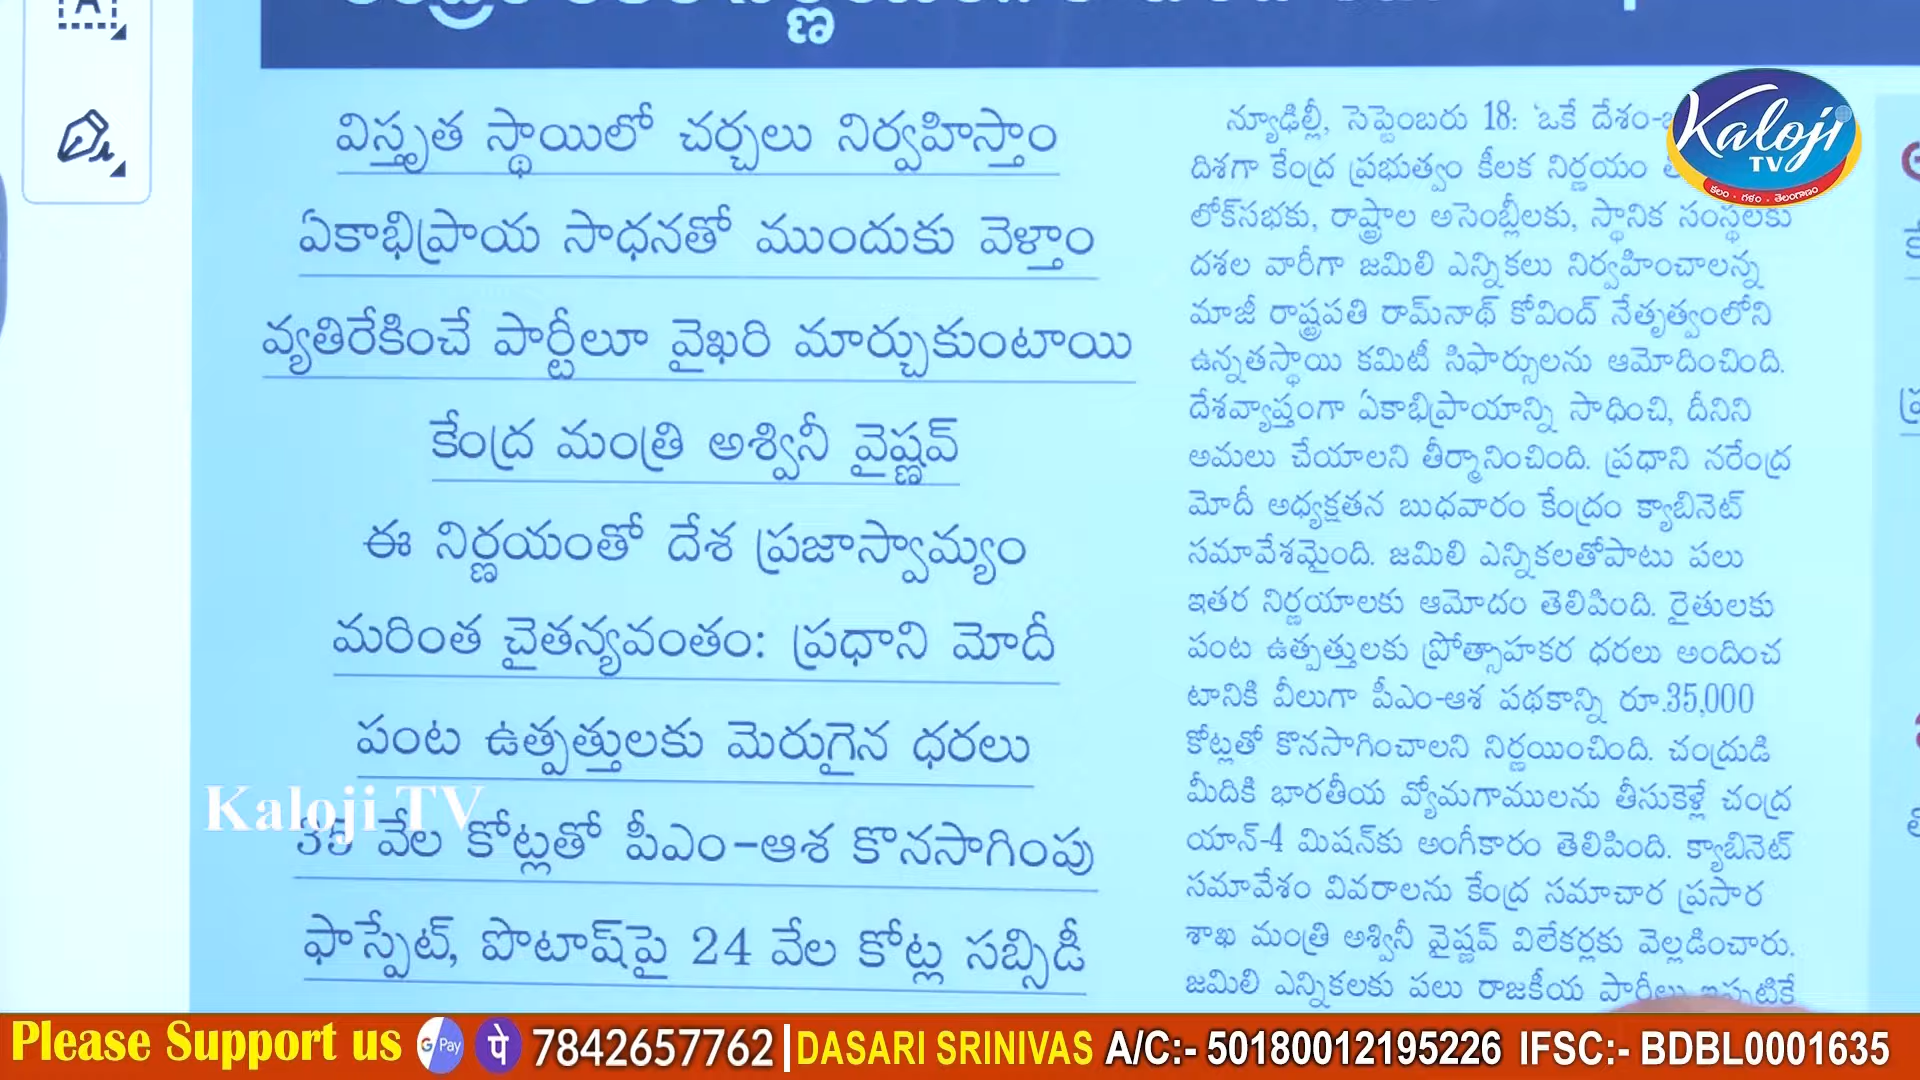 విస్తృత స్థాయిలో చర్చలు నిర్వహిస్తాం
ఏకాభిప్రాయ సాధనతో ముందుకు వెళ్తాం
వ్యతిరేకించే పార్టీలూ వైఖరి మార్చుకుంటాయి
కేంద్ర మంత్రి అశ్వినీ వైష్ణవ్
ఈ నిర్ణయంతో దేశ ప్రజాస్వామ్యం
మరింత చైతన్యవంతం: ప్రధాని మోదీ
పంట ఉత్పత్తులకు మెరుగైన ధరలు
35 వేల కోట్లతో పీఎం-ఆశ కొనసాగింపు
ఫాస్పేట్, పొటాష్‌పై 24 వేల కోట్ల సబ్సిడీ
న్యూఢిల్లీ, సెప్టెంబరు 18: 'ఒకే దేశం-
దిశగా కేంద్ర ప్రభుత్వం కీలక నిర్ణయం
లోక్‌సభకు, రాష్ట్రాల అసెంబ్లీలకు, స్థానిక సంస్థలకు
దశల వారీగా జమిలి ఎన్నికలు నిర్వహించాలన్న
మాజీ రాష్ట్రపతి రామ్‌నాథ్ కోవింద్ నేతృత్వంలోని
ఉన్నతస్థాయి కమిటీ సిఫార్సులను ఆమోదించింది.
దేశవ్యాప్తంగా ఏకాభిప్రాయాన్ని సాధించి, దీనిని
అమలు చేయాలని తీర్మానించింది. ప్రధాని నరేంద్ర
మోదీ అధ్యక్షతన బుధవారం కేంద్రం క్యాబినెట్
సమావేశమైంది. జమిలి ఎన్నికలతోపాటు పలు
ఇతర నిర్ణయాలకు ఆమోదం తెలిపింది. రైతులకు
పంట ఉత్పత్తులకు ప్రోత్సాహకర ధరలు అందించ
టానికి వీలుగా పీఎం-ఆశ పథకాన్ని రూ.35,000
కోట్లతో కొనసాగించాలని నిర్ణయించింది. చంద్రుడి
మీదికి భారతీయ వ్యోమగాములను తీసుకెళ్లే చంద్ర
యాన్-4 మిషన్‌కు అంగీకారం తెలిపింది. క్యాబినెట్
సమావేశం వివరాలను కేంద్ర సమాచార ప్రసార
శాఖ మంత్రి అశ్వినీ వైష్ణవ్ విలేకర్లకు వెల్లడించారు.
జమిలి ఎన్నికలకు పలు రాజకీయ పార్టీలు ఇప్పటికే
Kaloji
TV
కలం - గళం - తెలంగాణం
Kaloji TV
Please Support us G Pay పే 7842657762 | DASARI SRINIVAS A/C:- 50180012195226 IFSC:- BDBL0001635